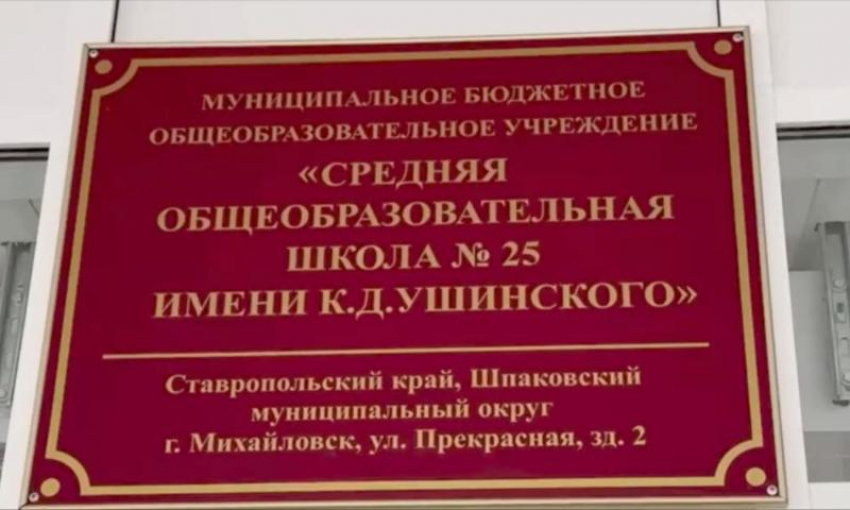 МУНИЦИПАЛЬНОЕ БЮДЖЕТНОЕ
ОБЩЕОБРАЗОВАТЕЛЬНОЕ УЧРЕЖДЕНИЕ
«СРЕДНЯЯ
ОБЩЕОБРАЗОВАТЕЛЬНАЯ
ШКОЛА № 25
ИМЕНИ К.Д.УШИНСКОГО»
Ставропольский край, Шпаковский
муниципальный округ
г. Михайловск, ул. Прекрасная, зд. 2